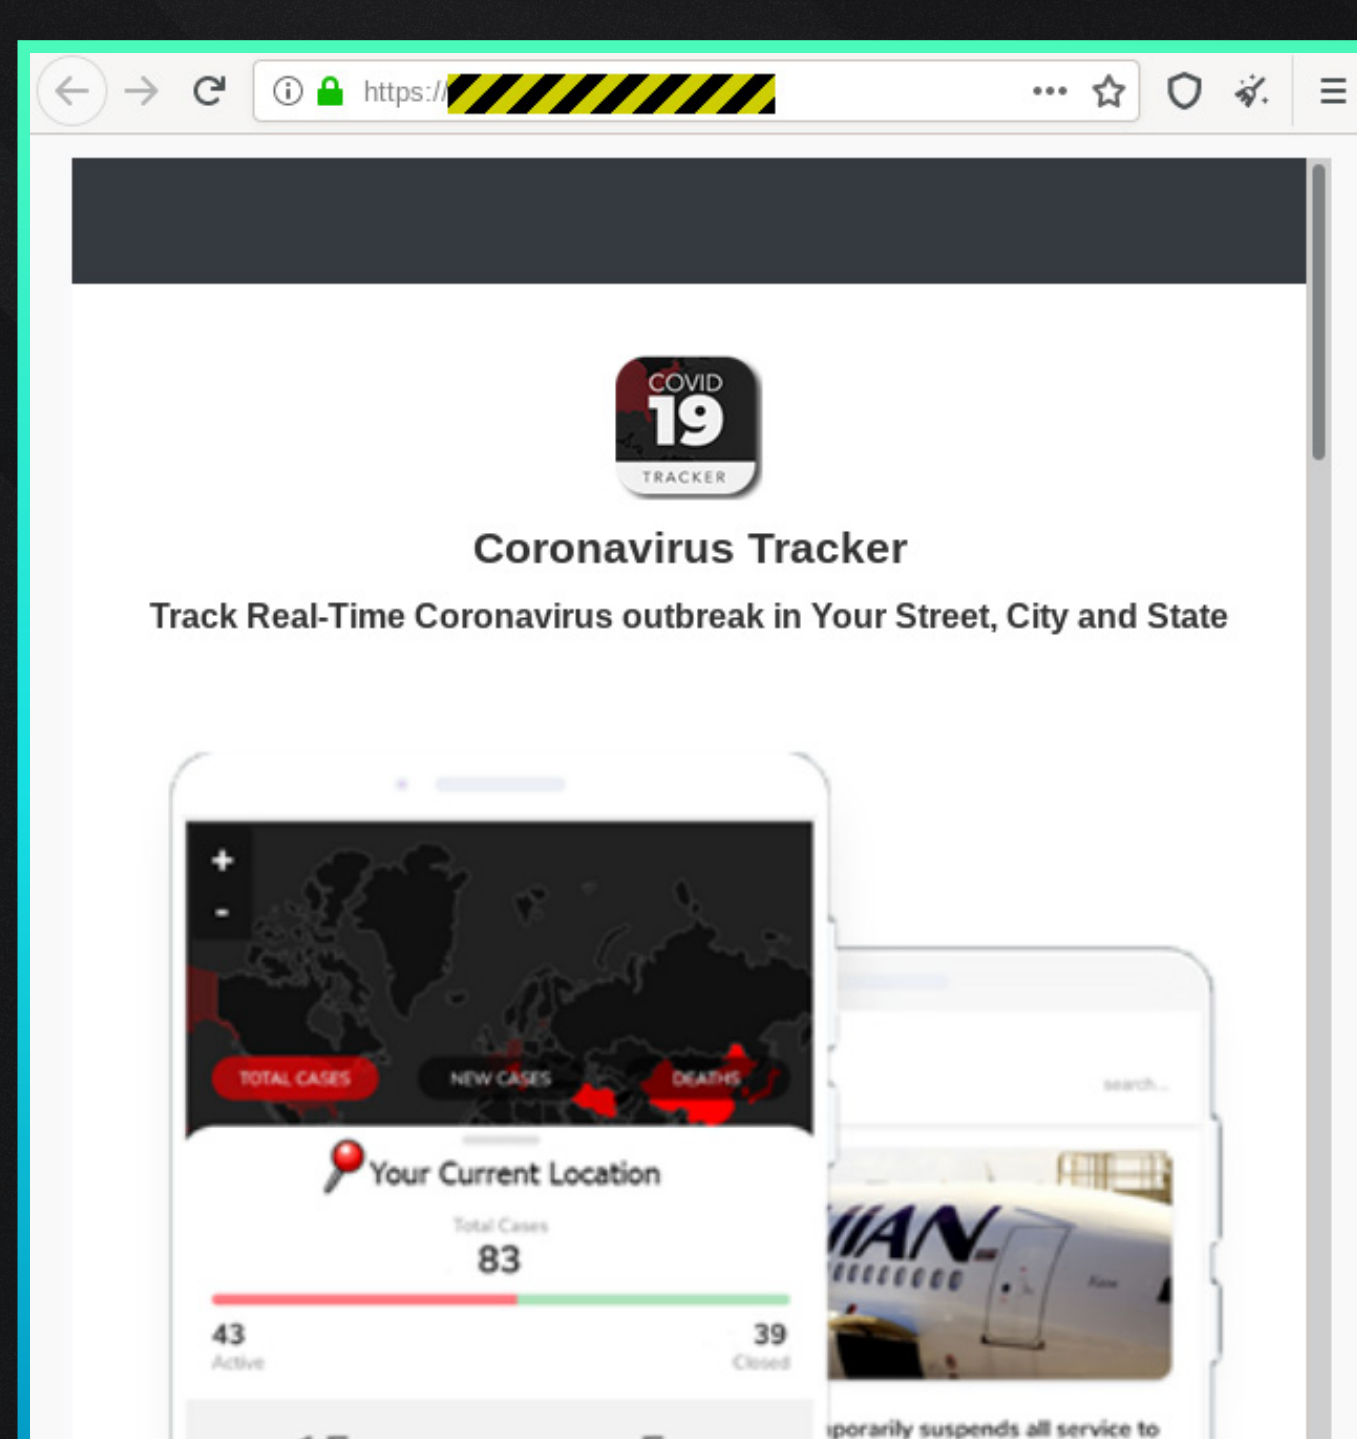 https://
COVID
19
TRACKER
Coronavirus Tracker
Track Real-Time Coronavirus outbreak in Your Street, City and State
+
-
TOTAL CASES
NEW CASES
DEATHS
search...
Your Current Location
Total Cases
83
43
39
Active
Closed
suspends all service to